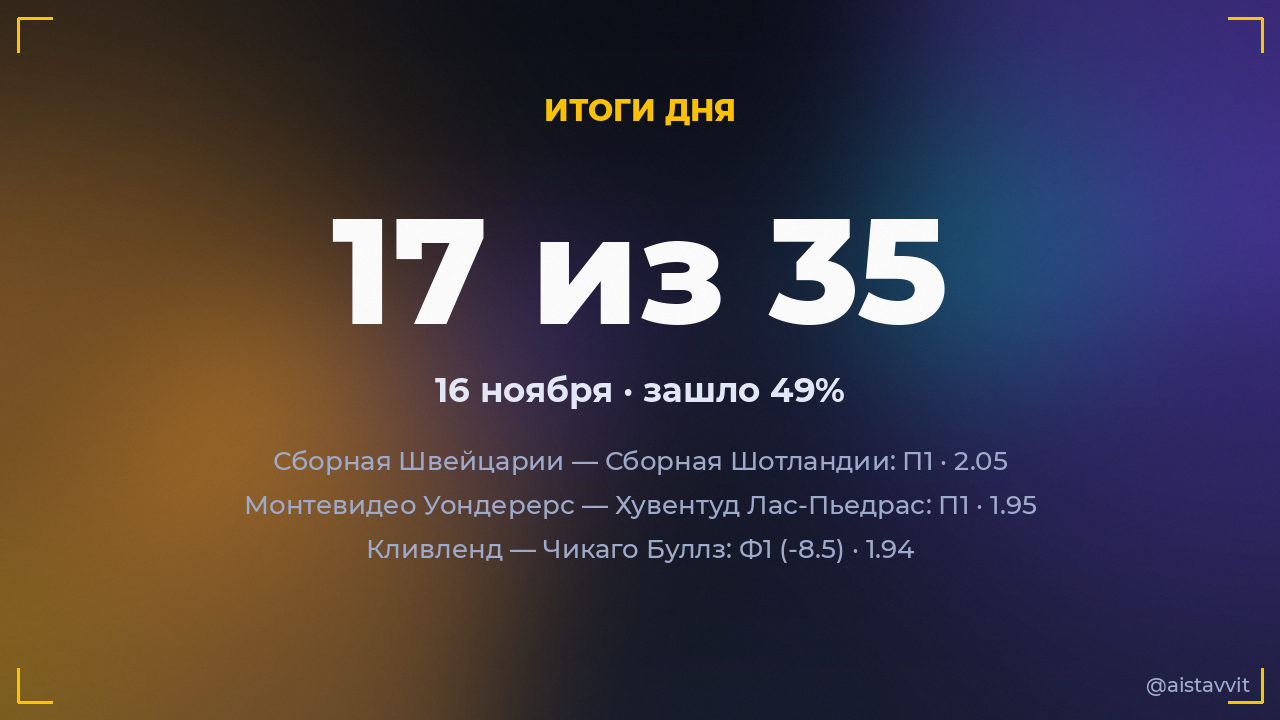 ИТОГИ ДНЯ
17 из 35
16 ноября · зашло 49%
Сборная Швейцарии — Сборная Шотландии: П1 · 2.05
Монтевидео Уондерерс — Хувентуд Лас-Пьедрас: П1 · 1.95
Кливленд — Чикаго Буллз: Ф1 (-8.5) · 1.94
@aistavvit